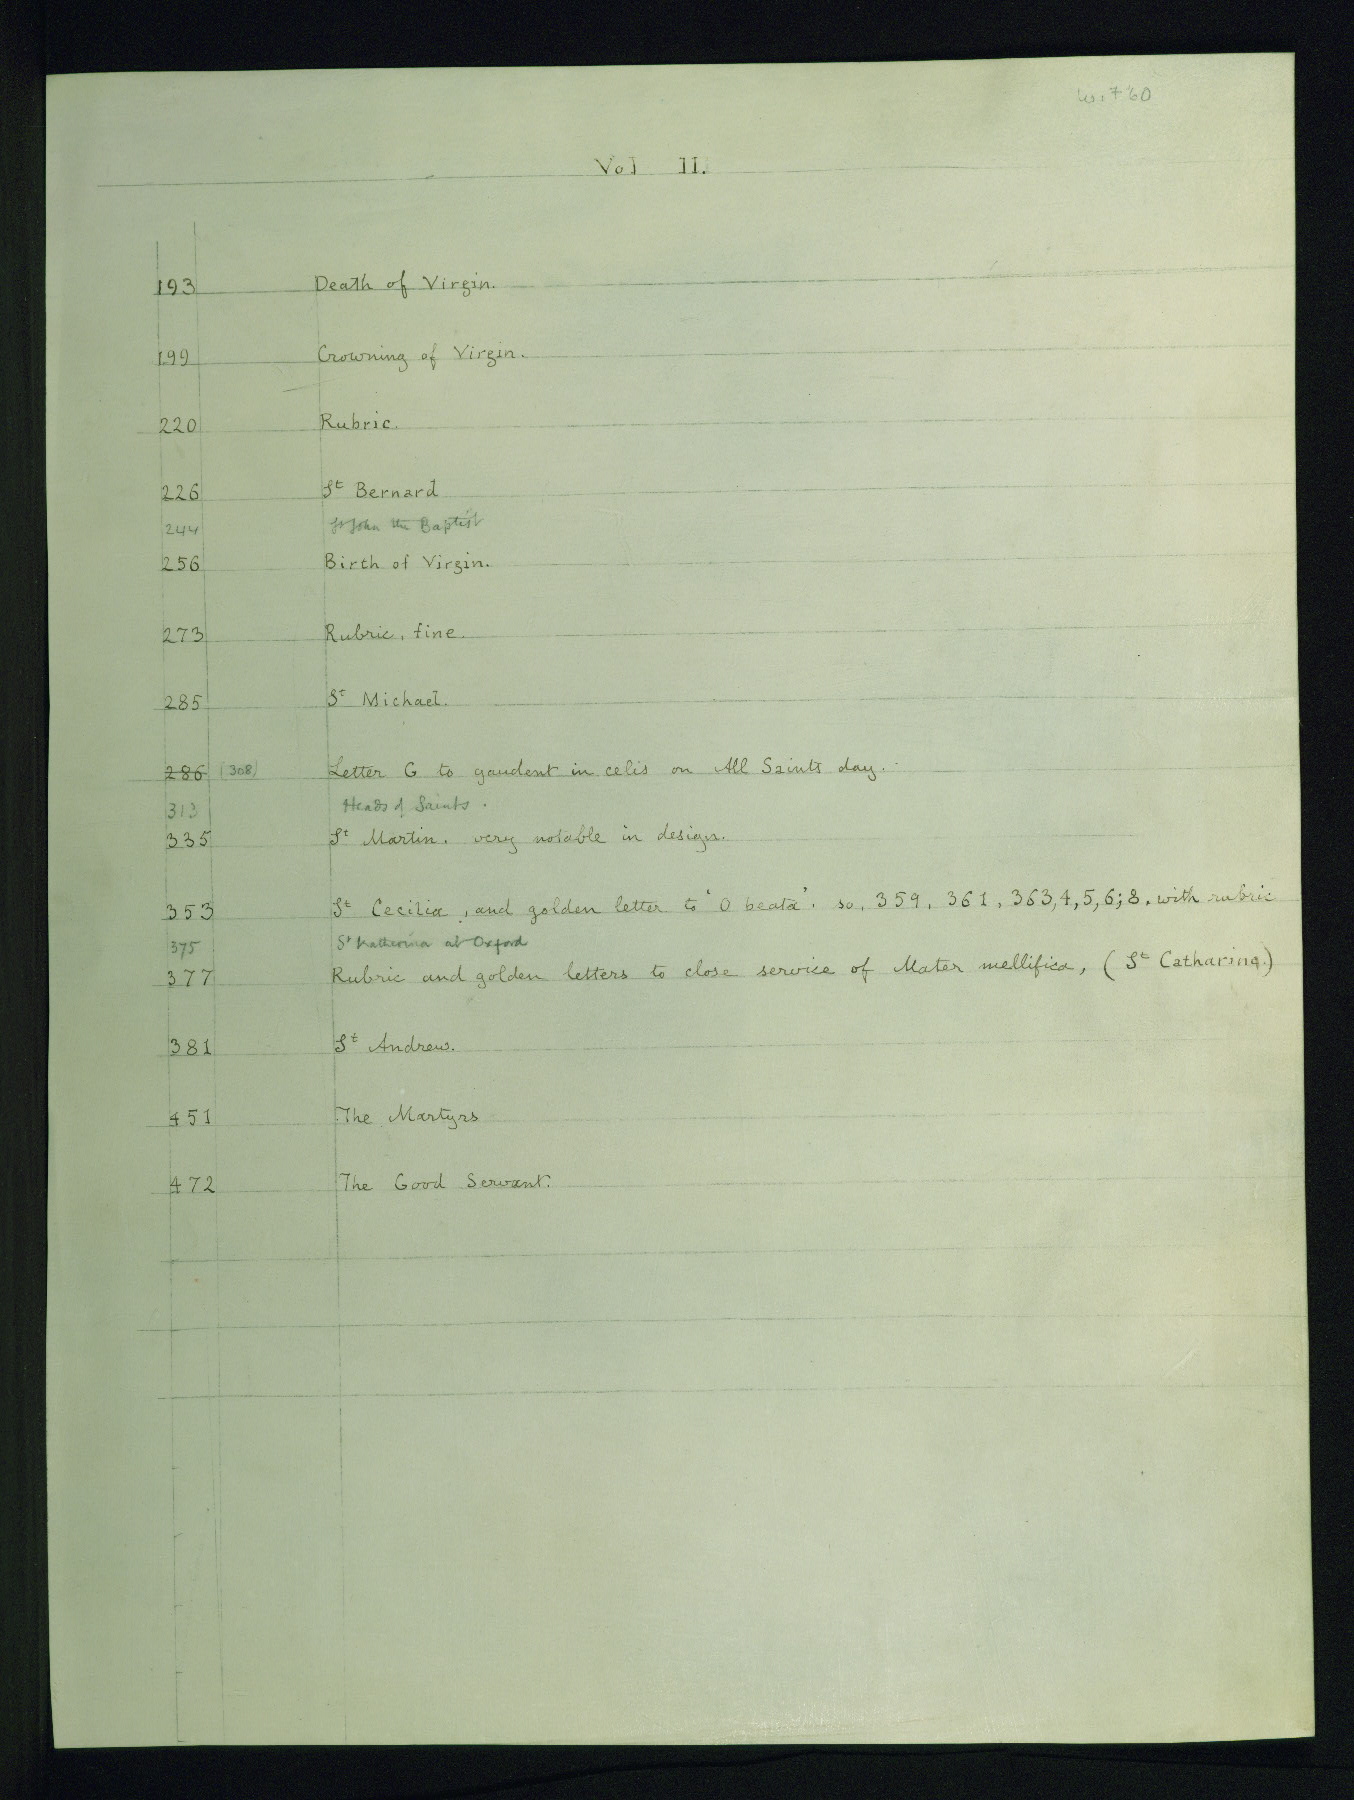 W.760
Vol II.
193 Death of Virgin.
199 Crowning of Virgin.
220 Rubric.
226 St Bernard
244 St John the Baptist
256 Birth of Virgin.
273 Rubric, fine.
285 St Michael.
286 (308) Letter G to gaudent in celis on All Saints day.
313 Heads of Saints.
335 St Martin. very notable in design.
353 St Cecilia, and golden letter to 'O beata'. so, 359, 361, 363,4,5,6;8. with rubric
375 St Katherina at Oxford
377 Rubric and golden letters to close service of Mater mellifica, (St Catharina.)
381 St Andrew.
451 The Martyrs
472 The Good Servant.